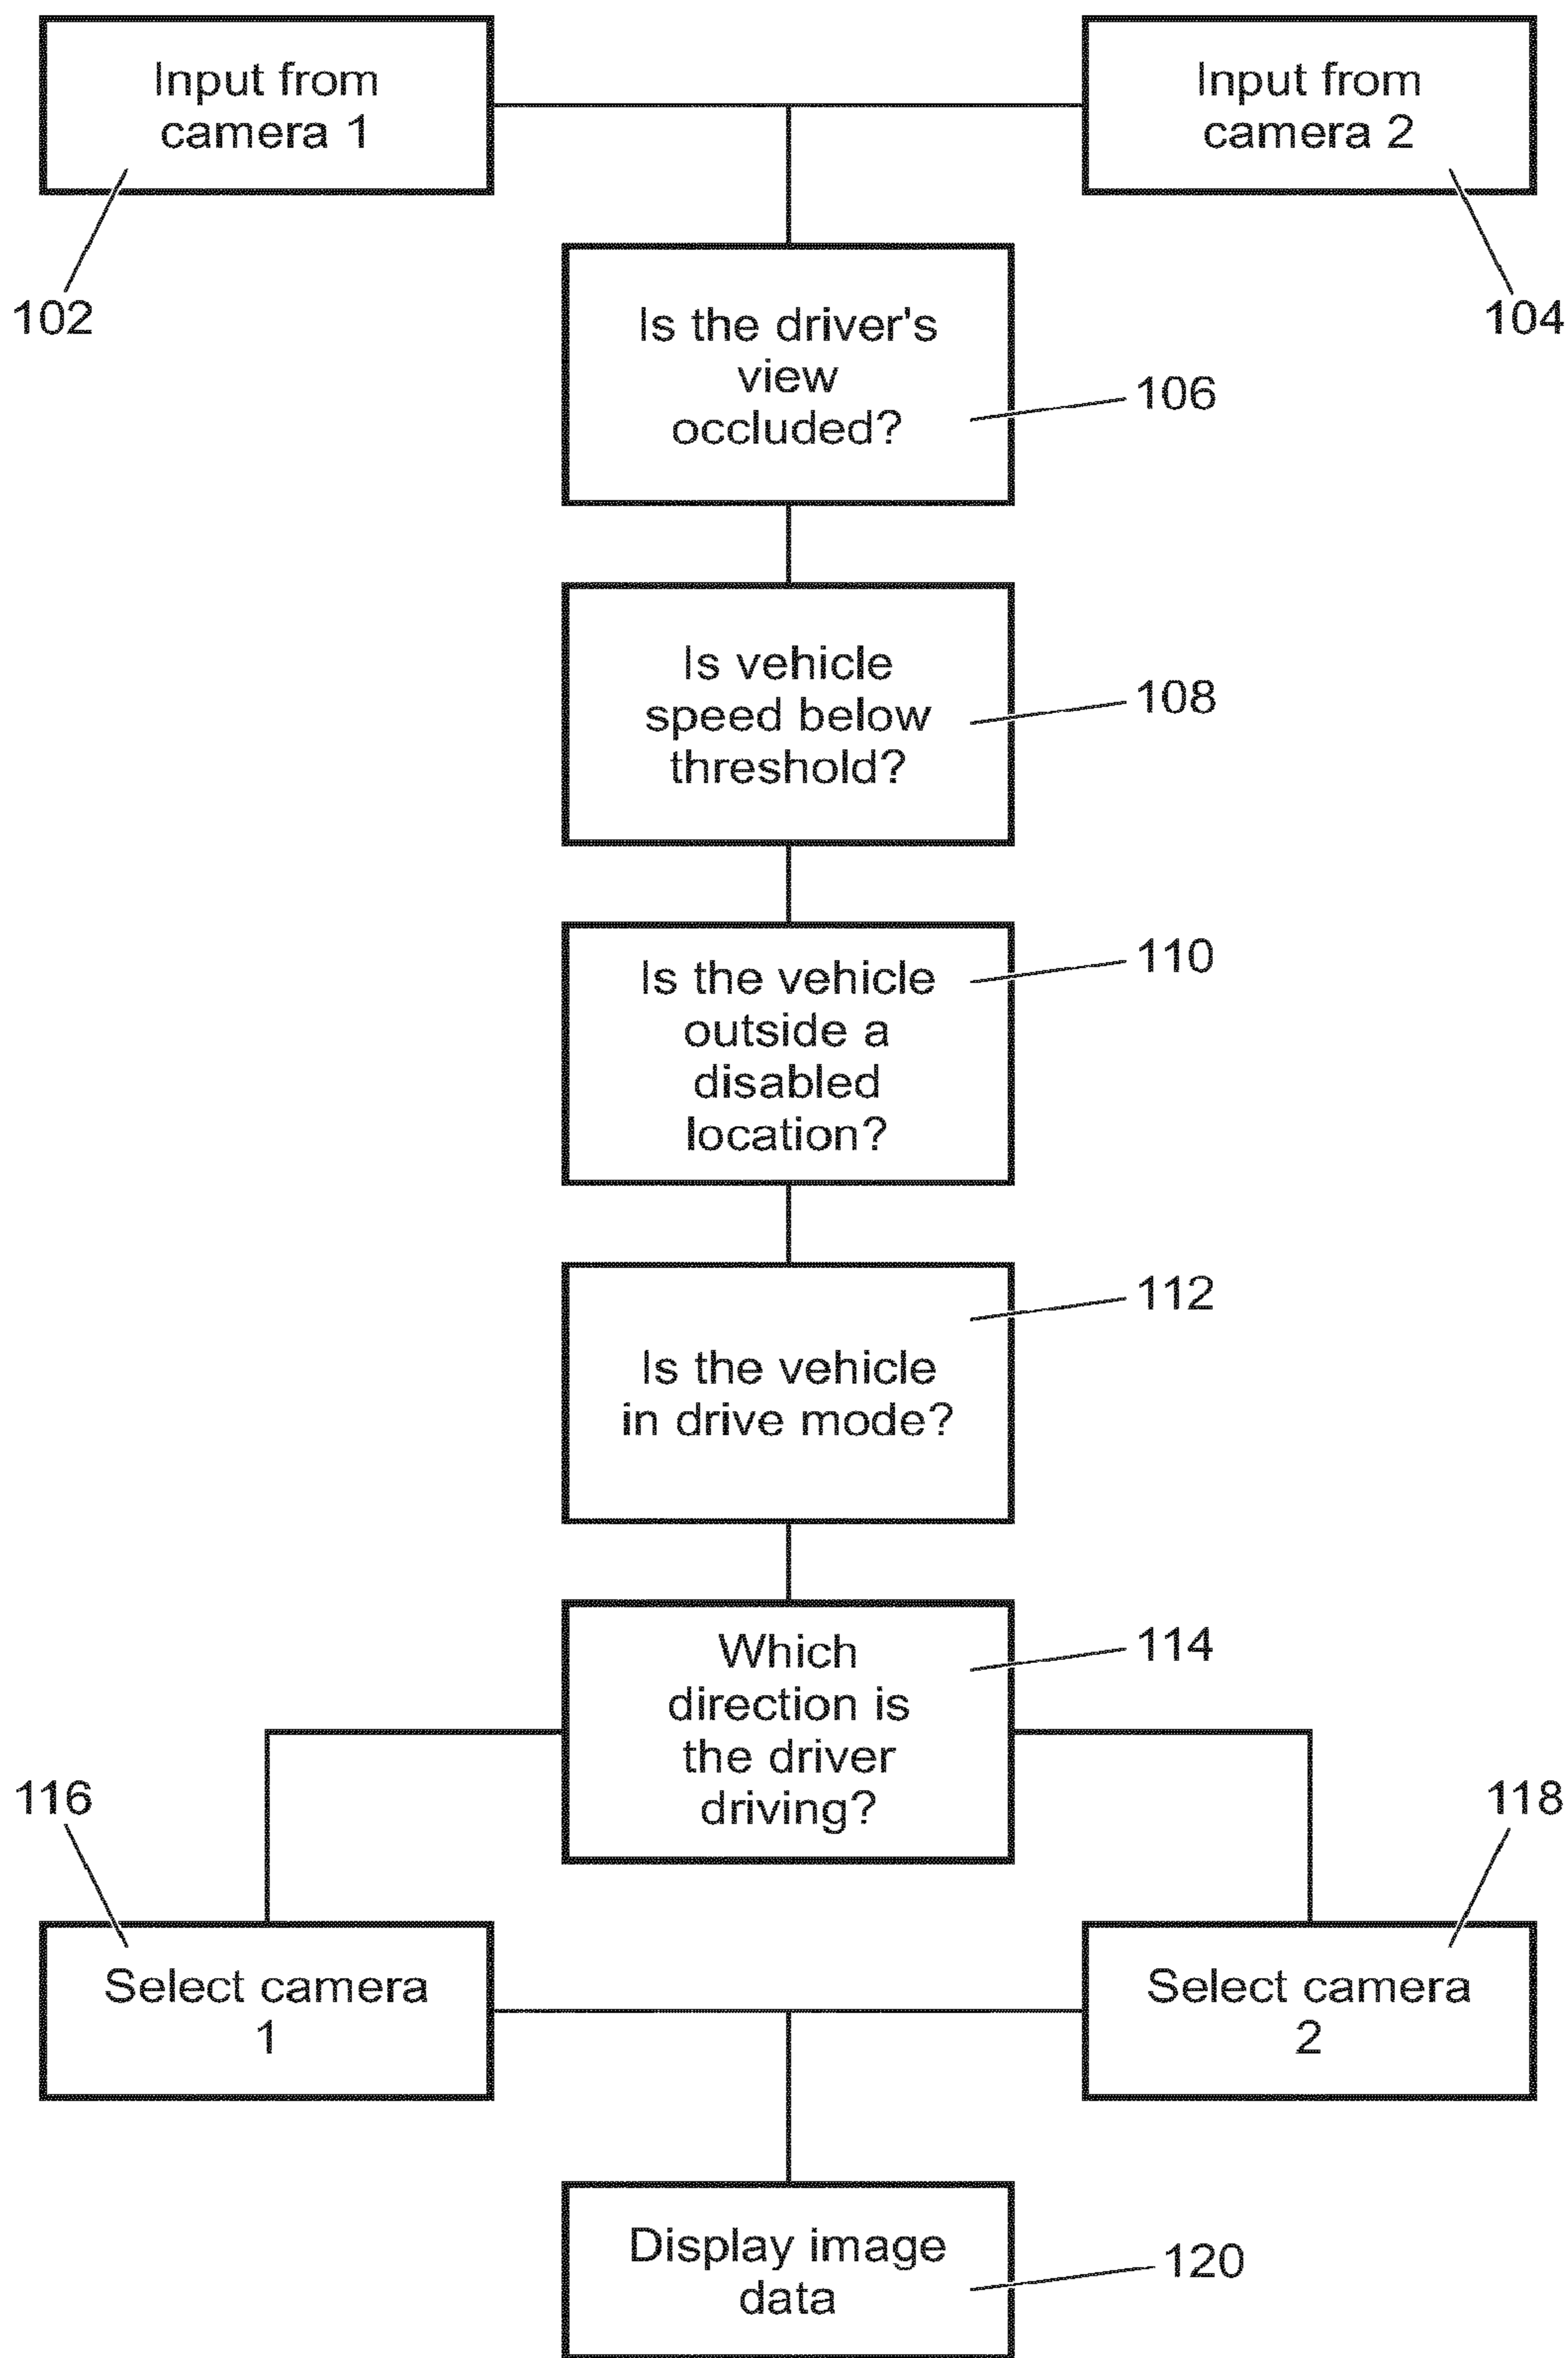 Input from
camera 1
Input from
camera 2
102
104
Is the driver's
view
occluded?
106
Is vehicle
speed below
threshold?
108
Is the vehicle
outside a
disabled
location?
110
Is the vehicle
in drive mode?
112
Which
direction is
the driver
driving?
114
116
118
Select camera
1
Select camera
2
Display image
data
120